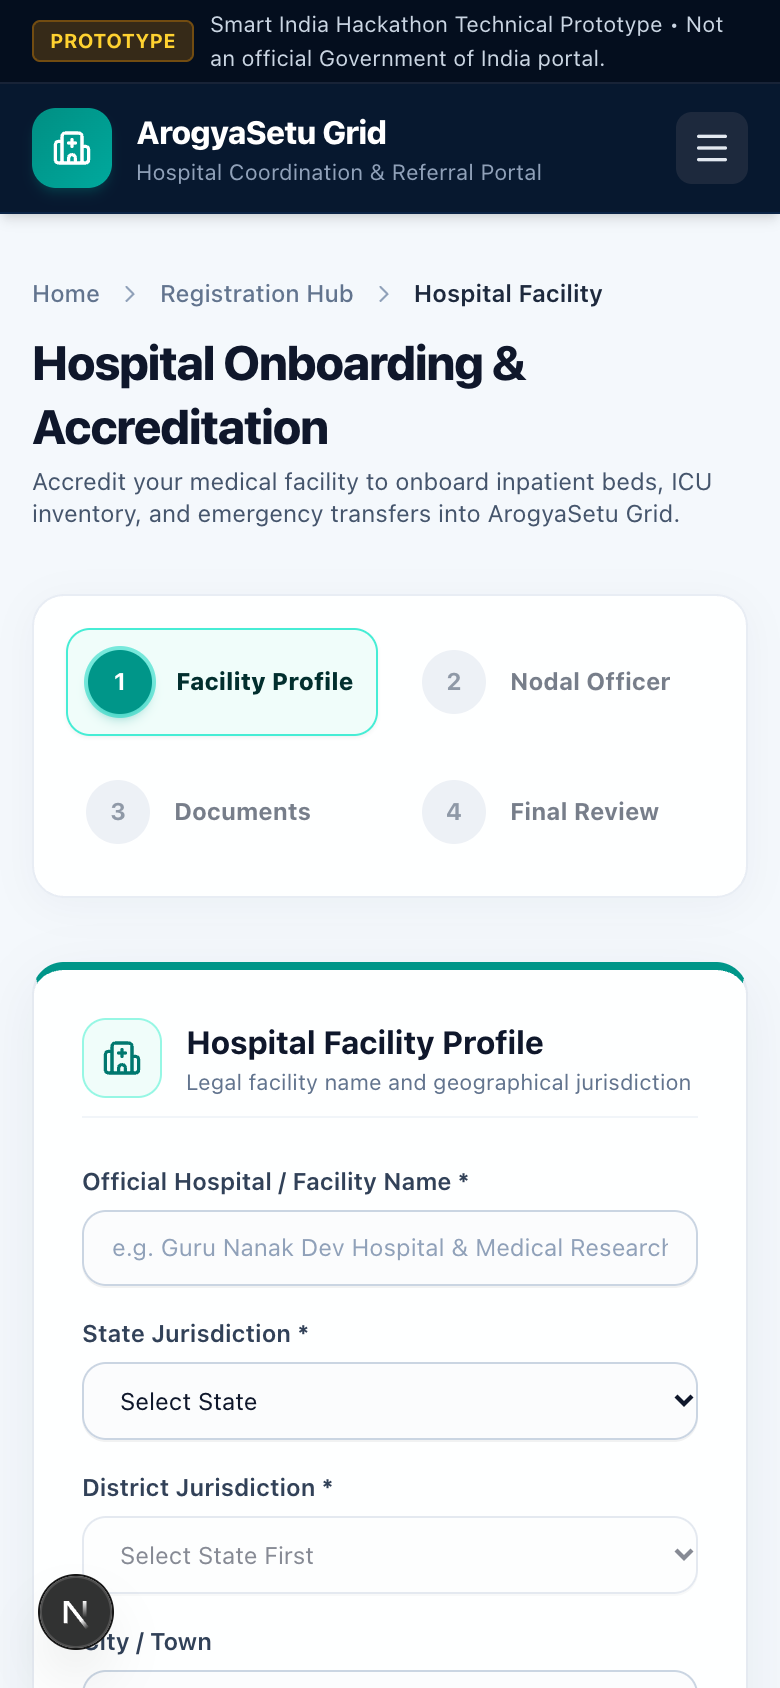 PROTOTYPE
Smart India Hackathon Technical Prototype • Not
an official Government of India portal.
ArogyaSetu Grid
Hospital Coordination & Referral Portal
Home > Registration Hub > Hospital Facility
Hospital Onboarding &
Accreditation
Accredit your medical facility to onboard inpatient beds, ICU
inventory, and emergency transfers into ArogyaSetu Grid.
1 Facility Profile
2 Nodal Officer
3 Documents
4 Final Review
Hospital Facility Profile
Legal facility name and geographical jurisdiction
Official Hospital / Facility Name *
e.g. Guru Nanak Dev Hospital & Medical Research
State Jurisdiction *
Select State
District Jurisdiction *
Select State First
N
City / Town